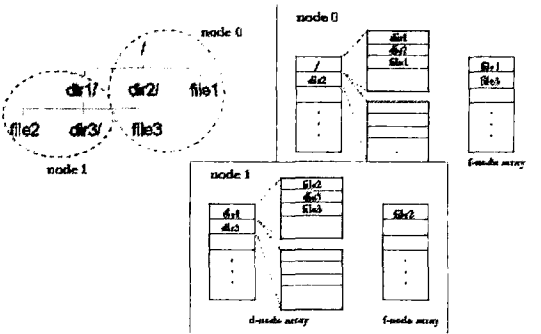 node 0
/
dir1/ dir2/ file1
file2 dir3/ file3
node 1
node 0
/
dir2
dir1
dir2
file1
file1
file3
f-node array
node 1
dir1
dir3
file2
dir3
file3
file2
d-node array
f-node array